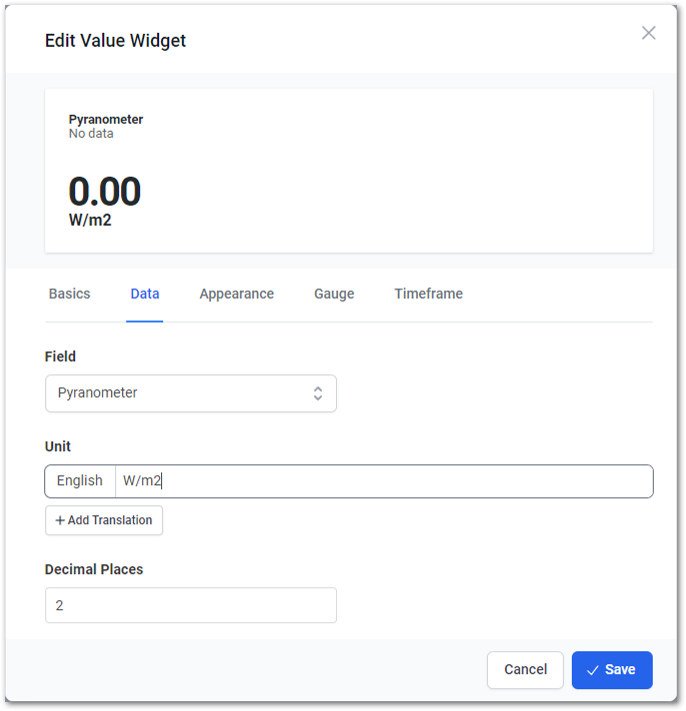 Edit Value Widget
Pyranometer
No data
0.00
W/m2
Basics Data Appearance Gauge Timeframe
Field
Pyranometer
Unit
English W/m2
+ Add Translation
Decimal Places
2
Cancel Save